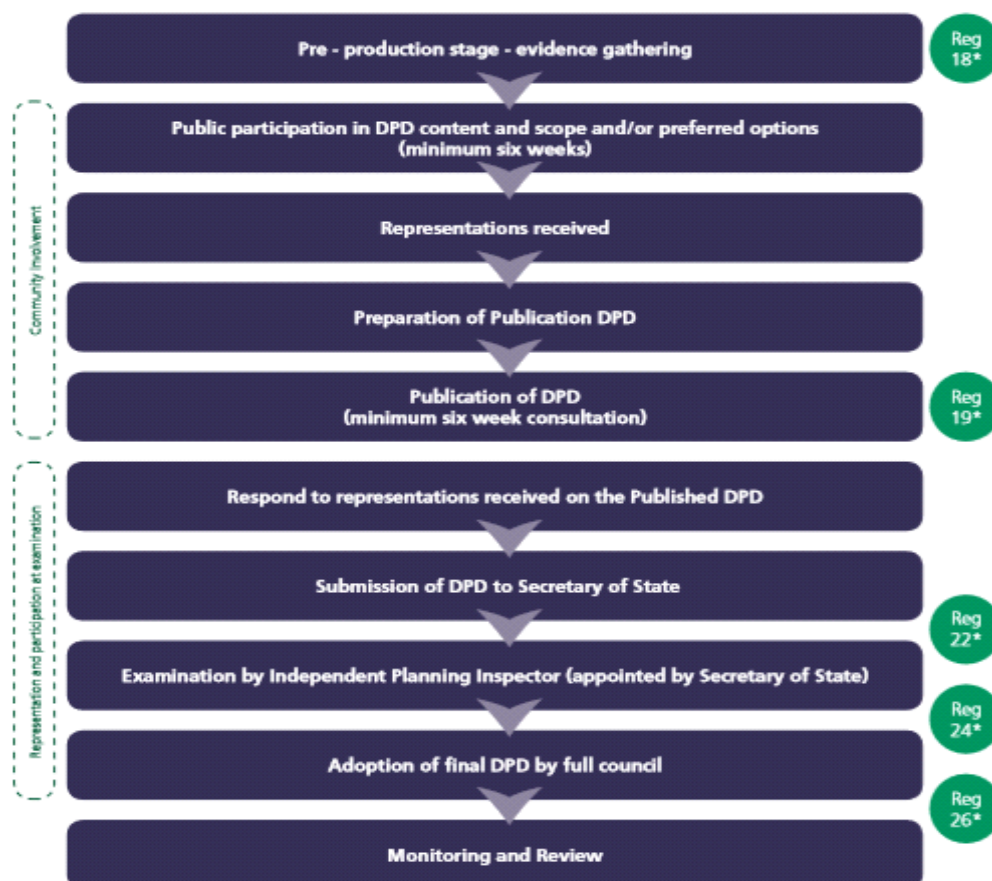 Pre - production stage - evidence gathering
Reg
18*
Public participation in DPD content and scope and/or preferred options
(minimum six weeks)
Representations received
Preparation of Publication DPD
Publication of DPD
(minimum six week consultation)
Reg
19*
Community Involvement
Respond to representations received on the Published DPD
Submission of DPD to Secretary of State
Reg
22*
Examination by Independent Planning Inspector (appointed by Secretary of State)
Reg
24*
Adoption of final DPD by full council
Reg
26*
Representation and participation at examination
Monitoring and Review